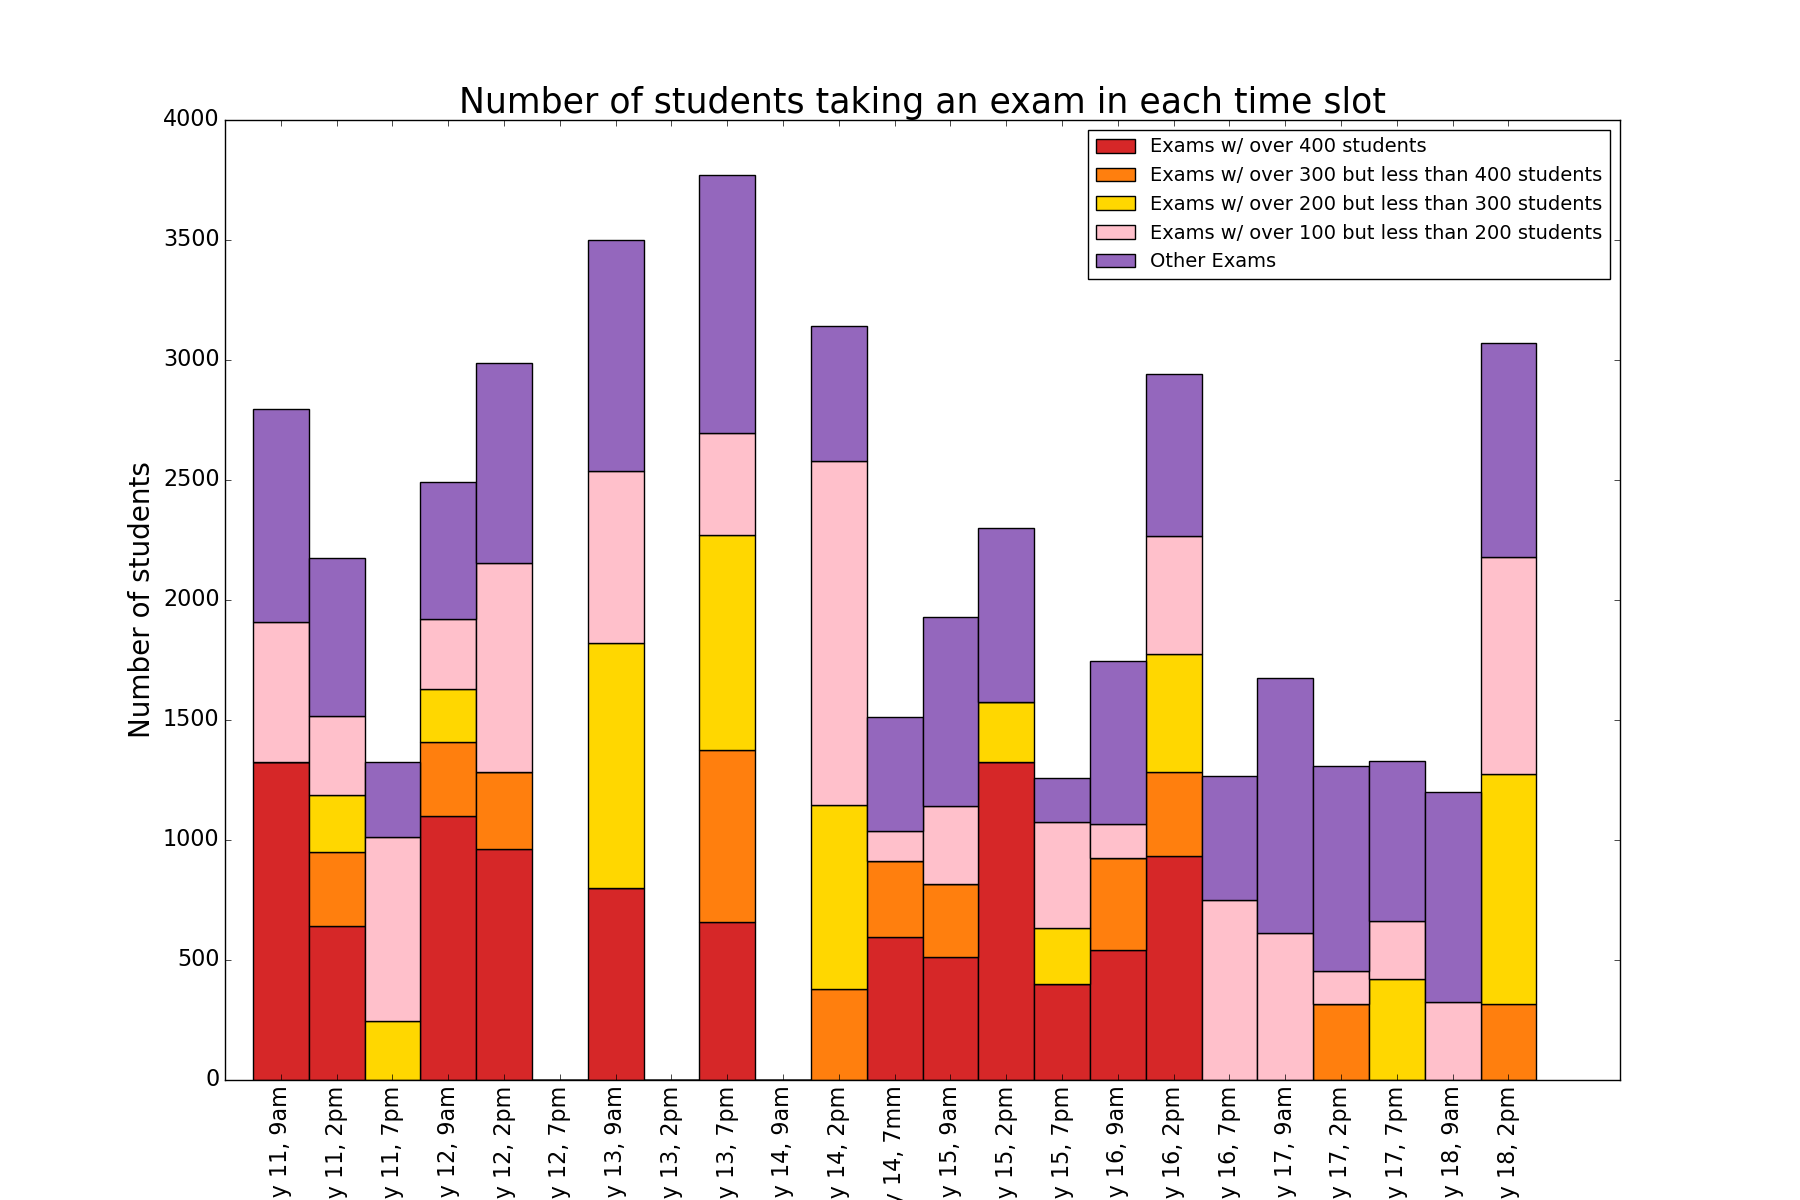 Number of students taking an exam in each time slot
Exams w/ over 400 students
Exams w/ over 300 but less than 400 students
Exams w/ over 200 but less than 300 students
Exams w/ over 100 but less than 200 students
Other Exams
Number of students
4000
3500
3000
2500
2000
1500
1000
500
0
y 11, 9am
y 11, 2pm
y 11, 7pm
y 12, 9am
y 12, 2pm
y 12, 7pm
y 13, 9am
y 13, 2pm
y 13, 7pm
y 14, 9am
y 14, 2pm
y 14, 7mm
y 15, 9am
y 15, 2pm
y 15, 7pm
y 16, 9am
y 16, 2pm
y 16, 7pm
y 17, 9am
y 17, 2pm
y 17, 7pm
y 18, 9am
y 18, 2pm